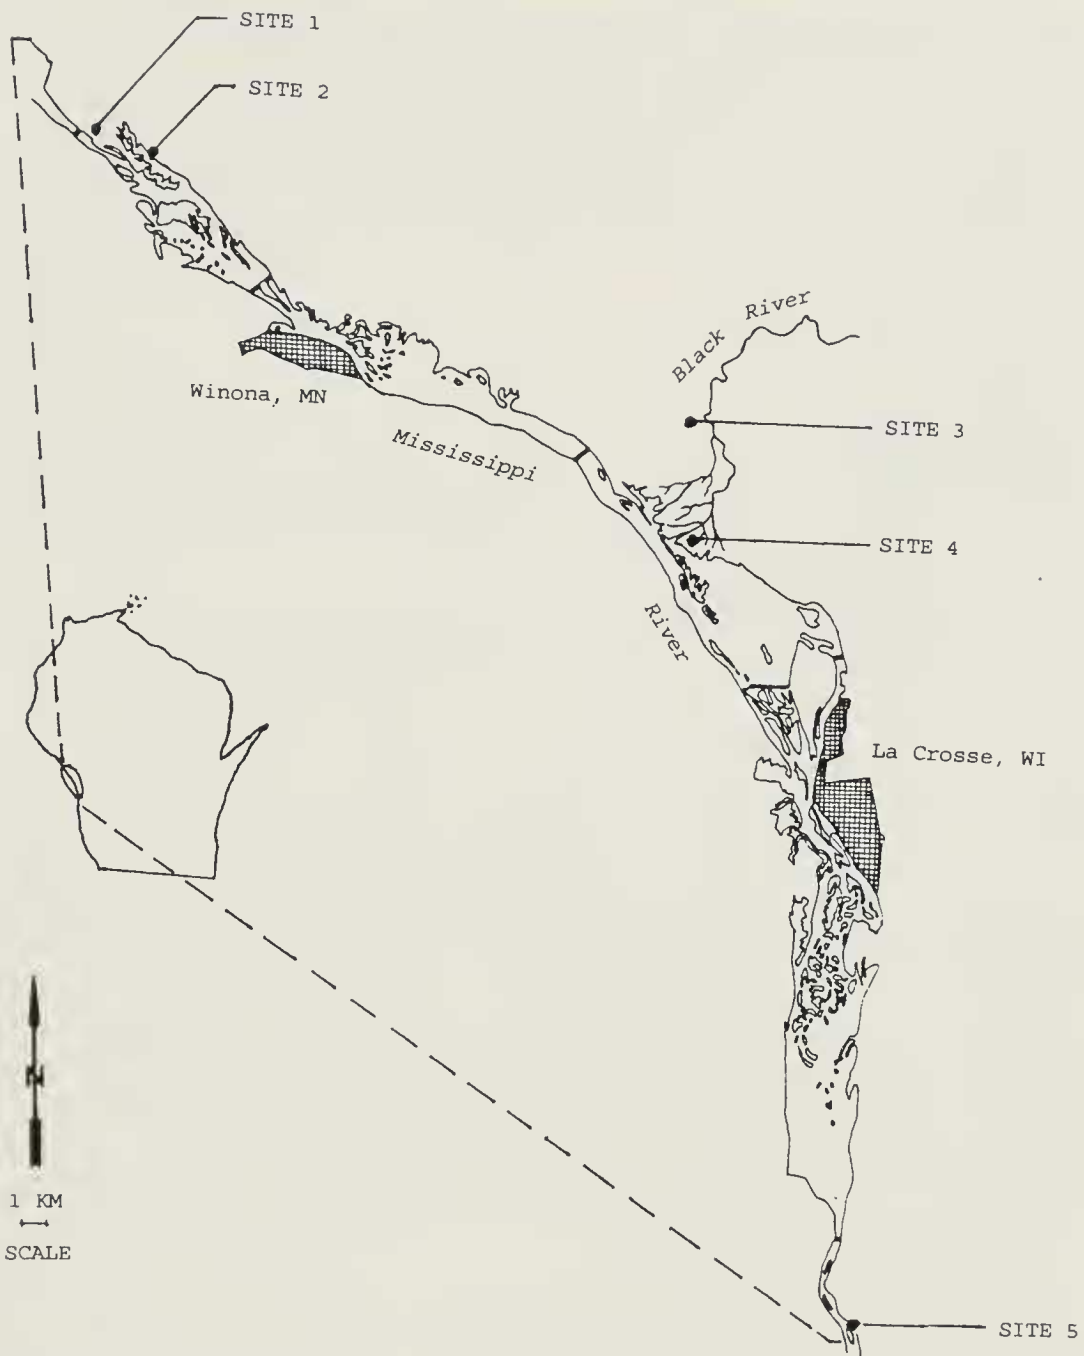 SITE 1
SITE 2
Black River
Winona, MN
Mississippi
SITE 3
SITE 4
River
La Crosse, WI
N
1 KM
SCALE
SITE 5